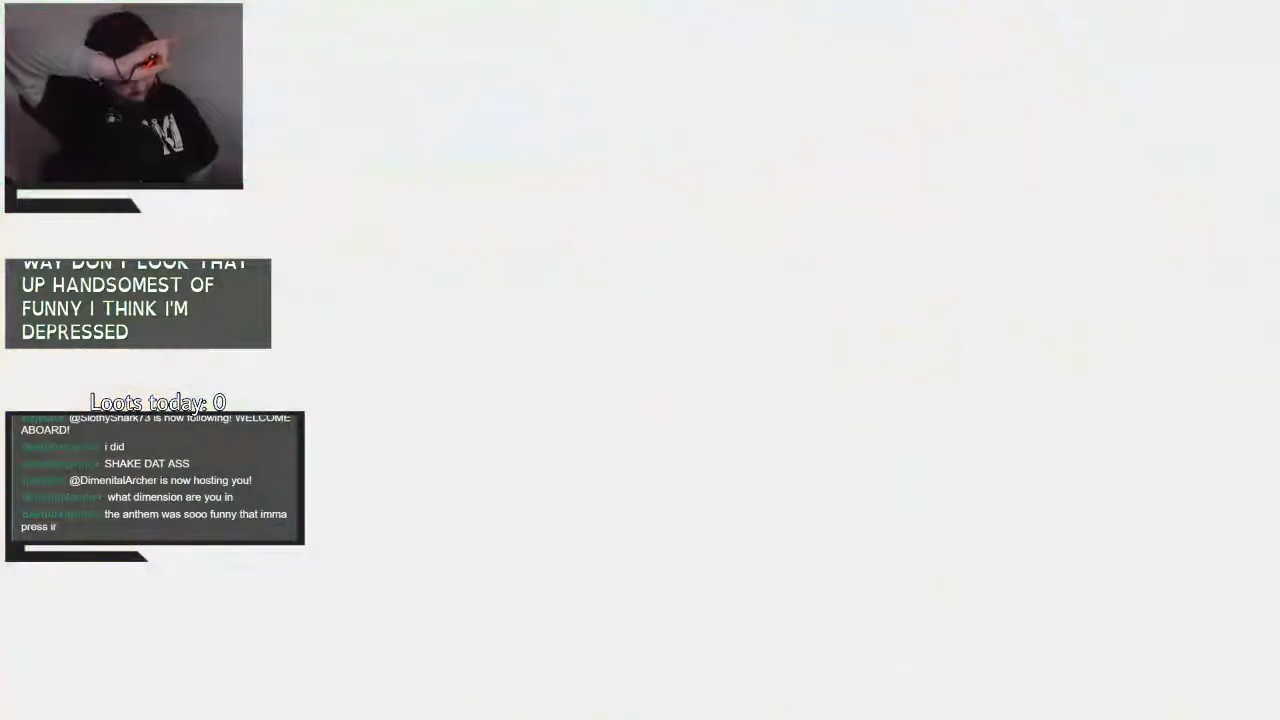 WAY DON'T LOOK THAT
UP HANDSOMEST OF
FUNNY I THINK I'M
DEPRESSED
Loots today: 0
@SlothyShark73 is now following! WELCOME
ABOARD!
i did
SHAKE DAT ASS
@DimenitalArcher is now hosting you!
what dimension are you in
the anthem was sooo funny that imma
press